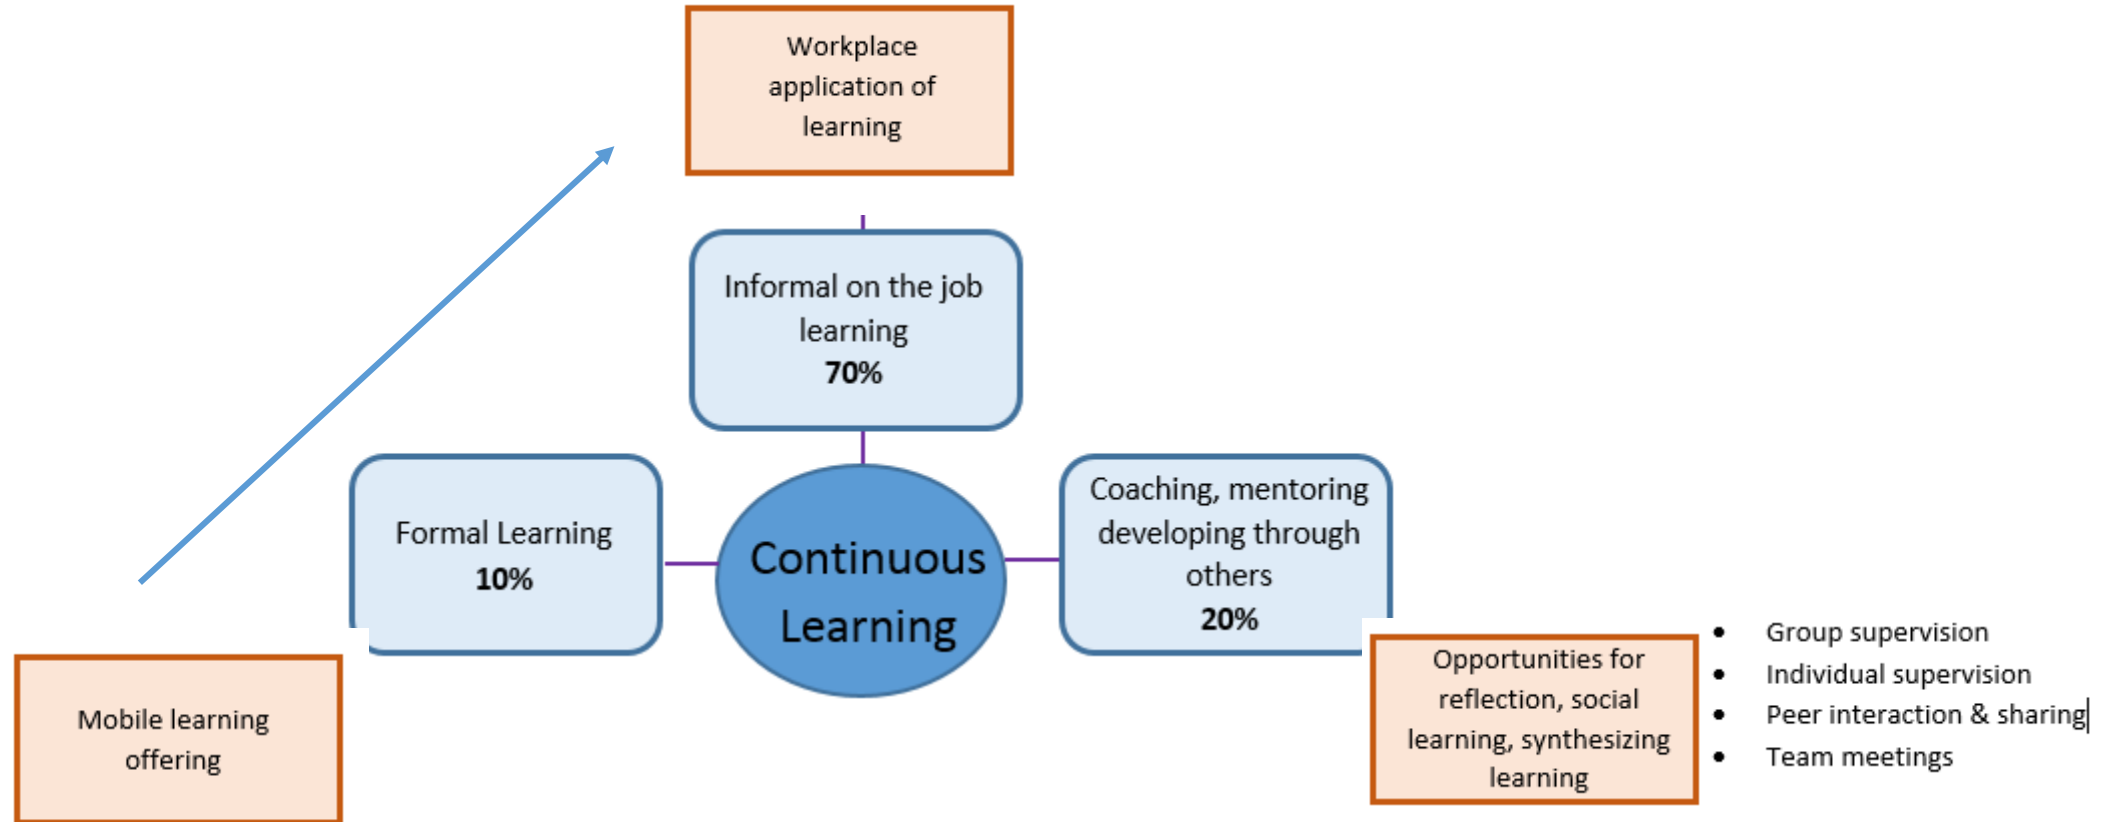 Workplace
application of
learning
Informal on the job
learning
70%
Formal Learning
10%
Continuous
Learning
Coaching, mentoring
developing through
others
20%
Mobile learning
offering
Opportunities for
reflection, social
learning, synthesizing
learning
• Group supervision
• Individual supervision
• Peer interaction & sharing
• Team meetings